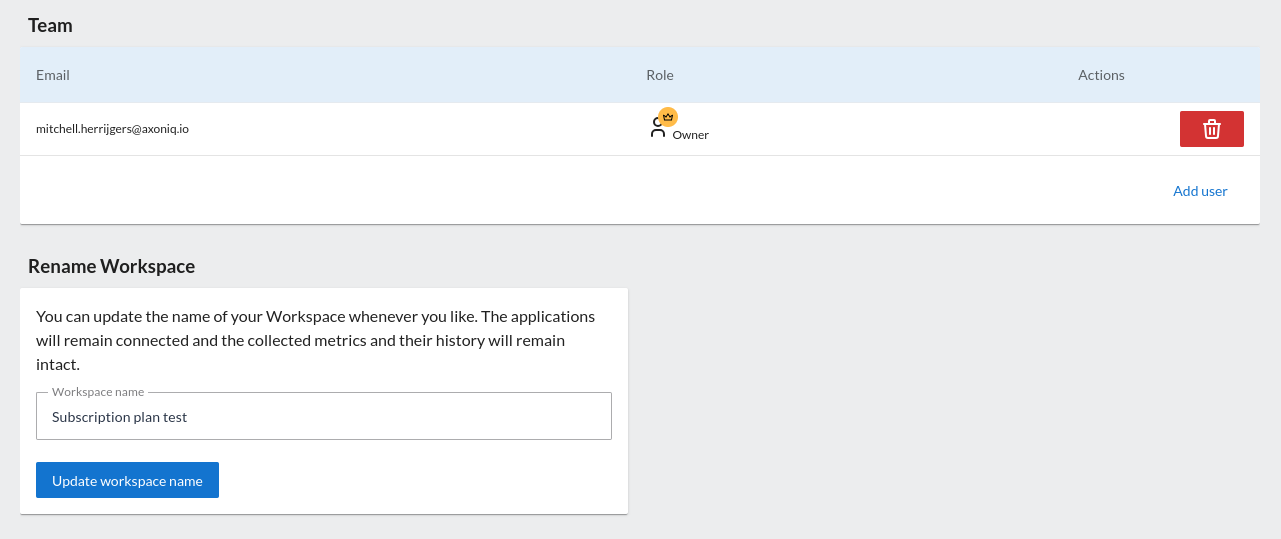 Team
Email Role Actions
mitchell.herrijgers@axoniq.io Owner
Add user
Rename Workspace
You can update the name of your Workspace whenever you like. The applications
will remain connected and the collected metrics and their history will remain
intact.
Workspace name
Subscription plan test
Update workspace name